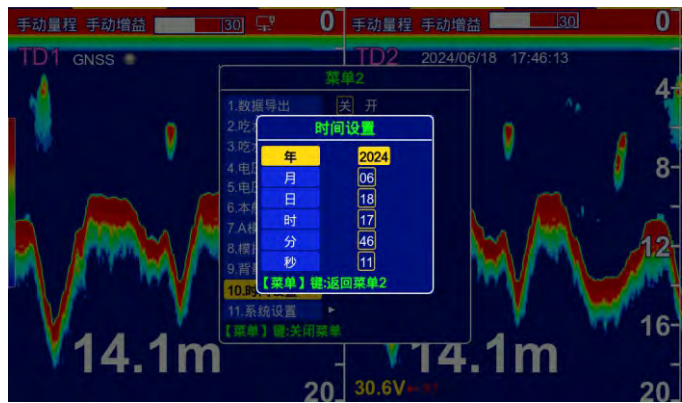 手动量程 手动增益 30 0
TD1 GNSS
14.1m
20
手动量程 手动增益 30 0
TD2 2024/06/18 17:46:13
4
8
12
16
14.1m
30.6V
20
菜单2
1.数据导出 关 开
2.吃
3.吃
4.电
5.电
6.本
7.A
8.模
9.背
10.时间设置
11.系统设置
【菜单】键:关闭菜单
时间设置
年 2024
月 06
日 18
时 17
分 46
秒 11
【菜单】键:返回菜单2